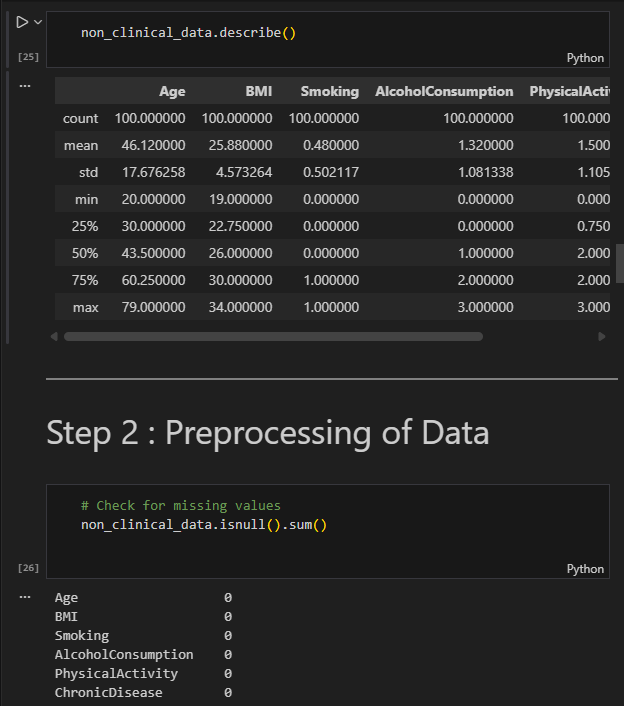 non_clinical_data.describe()
[25]
Python
...
Age BMI Smoking AlcoholConsumption PhysicalActi
count 100.000000 100.000000 100.000000 100.000000 100.000
mean 46.120000 25.880000 0.480000 1.320000 1.500
std 17.676258 4.573264 0.502117 1.081338 1.105
min 20.000000 19.000000 0.000000 0.000000 0.000
25% 30.000000 22.750000 0.000000 0.000000 0.750
50% 43.500000 26.000000 0.000000 1.000000 2.000
75% 60.250000 30.000000 1.000000 2.000000 2.000
max 79.000000 34.000000 1.000000 3.000000 3.000
Step 2 : Preprocessing of Data
# Check for missing values
non_clinical_data.isnull().sum()
[26]
Python
...
Age 0
BMI 0
Smoking 0
AlcoholConsumption 0
PhysicalActivity 0
ChronicDisease 0